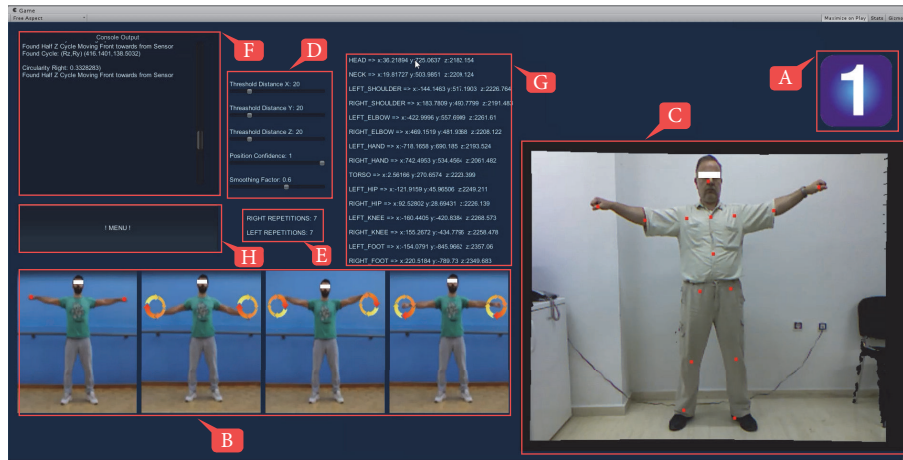 Game
Free Aspect
Maximize on Play Stats Gizmo
Console Output
Found Half Z Cycle Moving Front towards from Sensor
Found Cycle: (Rz,Ry) (416.1401,138.5032)
Circularity Right: 0.3328283)
Found Half Z Cycle Moving Front towards from Sensor
F
D
Threshold Distance X: 20
Threashold Distance Y: 20
Threashold Distance Z: 20
Position Confidence: 1
Smoothing Factor: 0.6
HEAD => x:36.21894 y:725.0837 z:2182.154
NECK => x:19.81727 y:503.9851 z:2209.124
LEFT_SHOULDER => x:-144.1463 y:517.1903 z:2226.764
RIGHT_SHOULDER => x:183.7809 y:490.7799 z:2191.483
LEFT_ELBOW => x:-422.9996 y:557.6999 z:2261.61
RIGHT_ELBOW => x:469.1519 y:481.9368 z:2208.122
LEFT_HAND => x:-718.1658 y:690.185 z:2193.524
RIGHT_HAND => x:742.4953 y:534.4564 z:2061.482
TORSO => x:2.56166 y:270.6574 z:2223.399
LEFT_HIP => x:-121.9159 y:45.96506 z:2249.211
RIGHT_HIP => x:92.52802 y:28.69431 z:2226.139
LEFT_KNEE => x:-160.4405 y:-420.8384 z:2268.573
RIGHT_KNEE => x:155.2672 y:-434.7798 z:2258.478
LEFT_FOOT => x:-154.0791 y:-845.9662 z:2357.06
RIGHT_FOOT => x:220.5184 y:-789.73 z:2349.683
G
A
1
C
! MENU !
RIGHT REPETITIONS: 7
LEFT REPETITIONS: 7
H
E
B